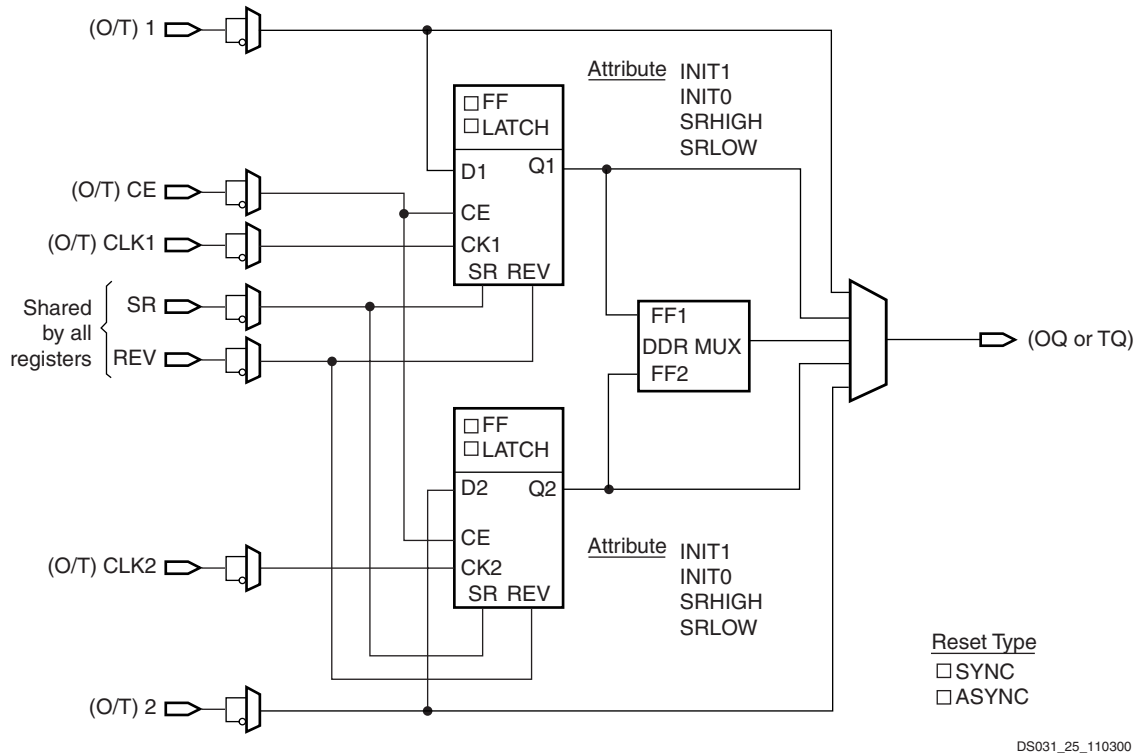 (O/T) 1
Attribute INIT1
INIT0
SRHIGH
SRLOW
FF
LATCH
D1 Q1
(O/T) CE
CE
(O/T) CLK1
CK1
SR REV
Shared
by all
registers
SR
REV
FF1
DDR MUX
FF2
(OQ or TQ)
FF
LATCH
D2 Q2
CE
(O/T) CLK2
CK2
SR REV
Attribute INIT1
INIT0
SRHIGH
SRLOW
Reset Type
SYNC
ASYNC
(O/T) 2
DS031_25_110300